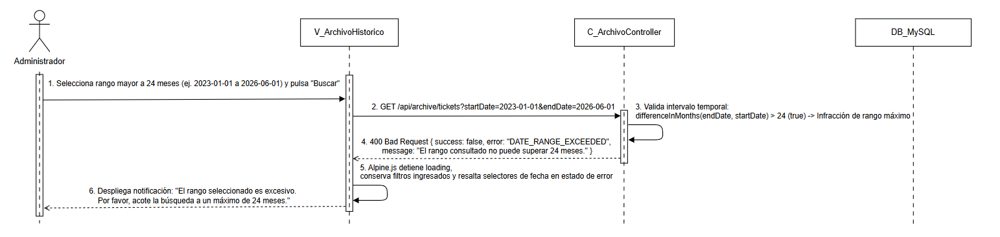 V_ArchivoHistorico
C_ArchivoController
DB_MySQL
Administrador
1. Selecciona rango mayor a 24 meses (ej. 2023-01-01 a 2026-06-01) y pulsa "Buscar"
2. GET /api/archive/tickets?startDate=2023-01-01&endDate=2026-06-01
3. Valida intervalo temporal:
differenceInMonths(endDate, startDate) > 24 (true) -> Infracción de rango máximo
4. 400 Bad Request { success: false, error: "DATE_RANGE_EXCEEDED",
message: "El rango consultado no puede superar 24 meses." }
5. Alpine.js detiene loading,
conserva filtros ingresados y resalta selectores de fecha en estado de error
6. Despliega notificación: "El rango seleccionado es excesivo.
Por favor, acote la búsqueda a un máximo de 24 meses."